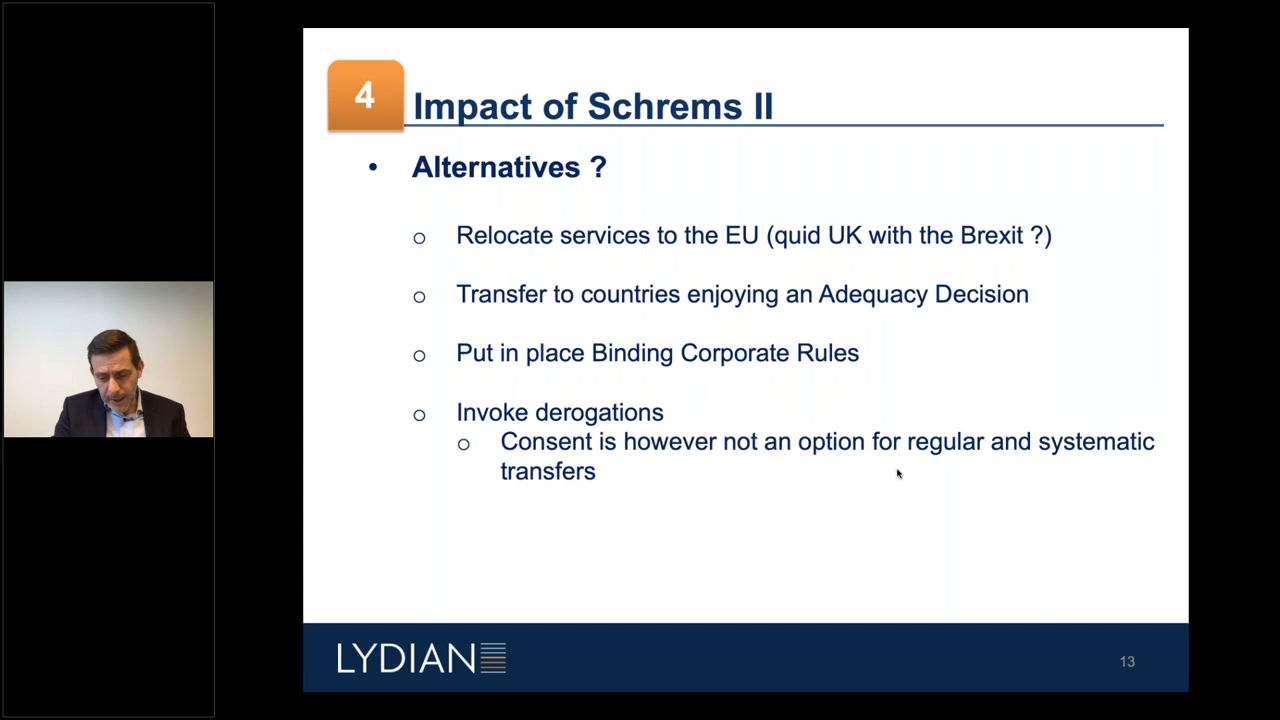 4
Impact of Schrems II
• Alternatives ?
o Relocate services to the EU (quid UK with the Brexit ?)
o Transfer to countries enjoying an Adequacy Decision
o Put in place Binding Corporate Rules
o Invoke derogations
o Consent is however not an option for regular and systematic
transfers
LYDIAN
13